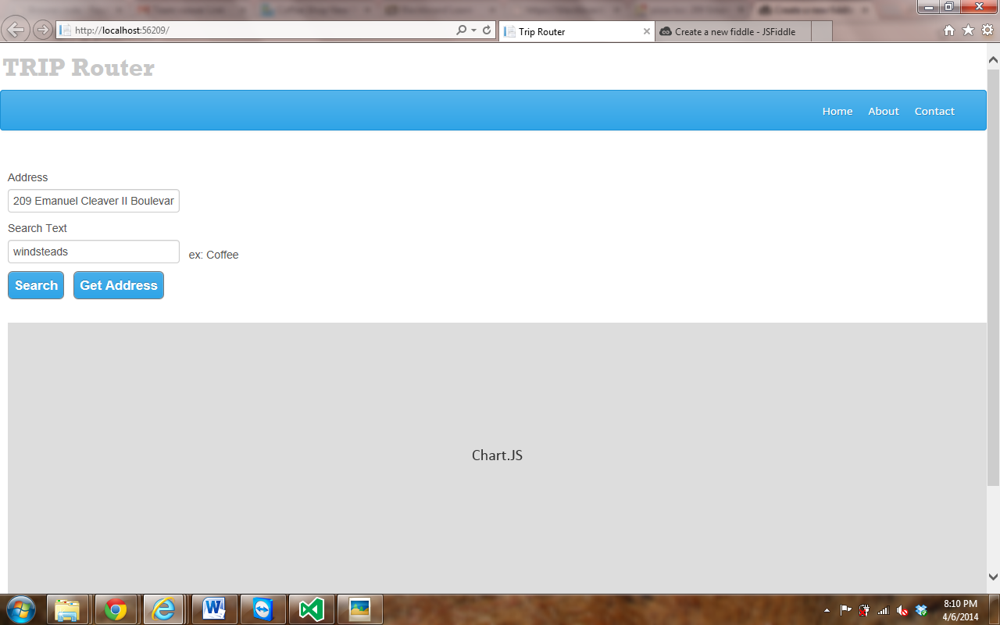 http://localhost:56209/
Trip Router
Create a new fiddle - JSFiddle
TRIP Router
Home About Contact
Address
209 Emanuel Cleaver II Boulevar
Search Text
windsteads
ex: Coffee
Search Get Address
Chart.JS
8:10 PM
4/6/2014